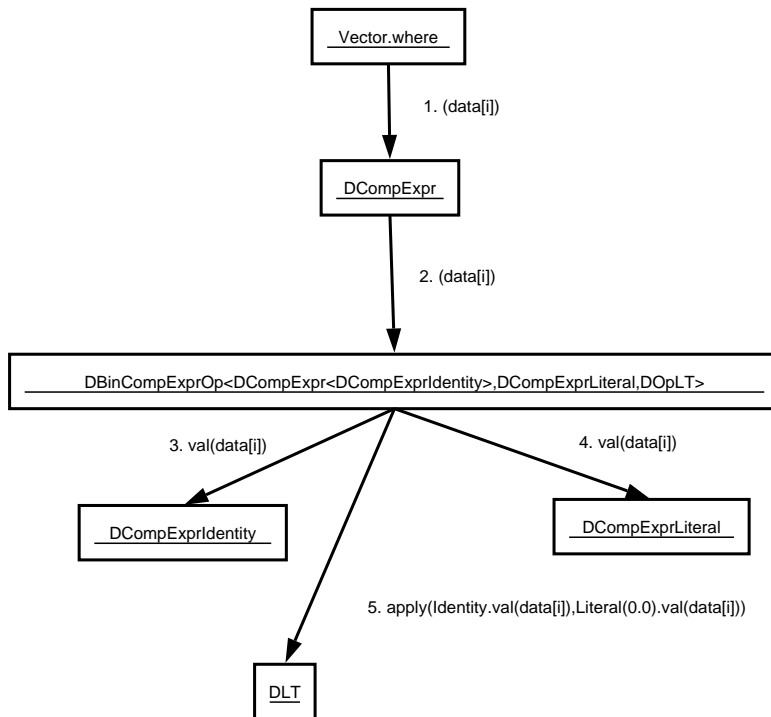 Vector.where
1. (data[i])
DCompExpr
2. (data[i])
DBinCompExprOp<DCompExpr<DCompExprIdentity>,DCompExprLiteral,DOpLT>
3. val(data[i])
4. val(data[i])
DCompExprIdentity
DCompExprLiteral
5. apply(Identity.val(data[i]),Literal(0.0).val(data[i]))
DLT